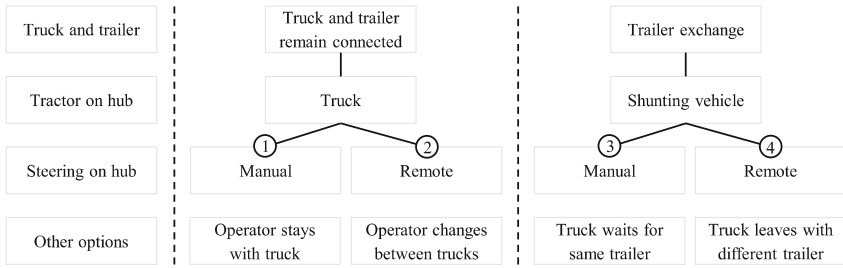 Truck and trailer
Truck and trailer
remain connected
Trailer exchange
Tractor on hub
Truck
Shunting vehicle
1
2
3
4
Steering on hub
Manual
Remote
Manual
Remote
Other options
Operator stays
with truck
Operator changes
between trucks
Truck waits for
same trailer
Truck leaves with
different trailer